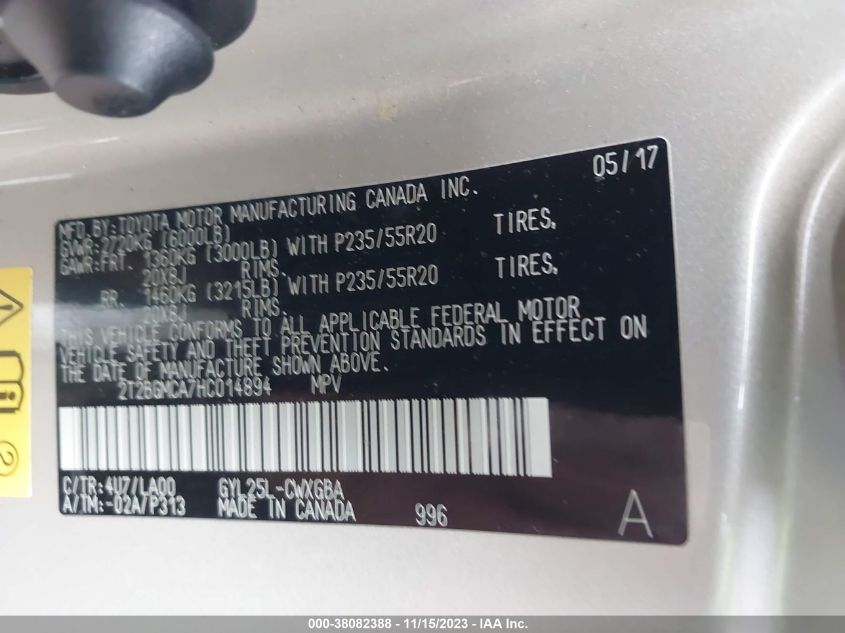 05/17
MFD. BY: TOYOTA MOTOR MANUFACTURING CANADA INC.
GVWR: 2720KG (6000LB)
GAWR: FRT. 1360KG (3000LB) WITH P235/55R20 TIRES,
20X8J RIMS.
RR. 1460KG (3215LB) WITH P235/55R20 TIRES,
20X8J RIMS.
THIS VEHICLE CONFORMS TO ALL APPLICABLE FEDERAL MOTOR
VEHICLE SAFETY AND THEFT PREVENTION STANDARDS IN EFFECT ON
THE DATE OF MANUFACTURE SHOWN ABOVE.
2T2BGMCA7HC014894 MPV
C/TR: 4U7/LA00 GYL25L-CWXGBA
A/TM: -02A/P313 MADE IN CANADA 996 A
2
000-38082388 - 11/15/2023 - IAA Inc.